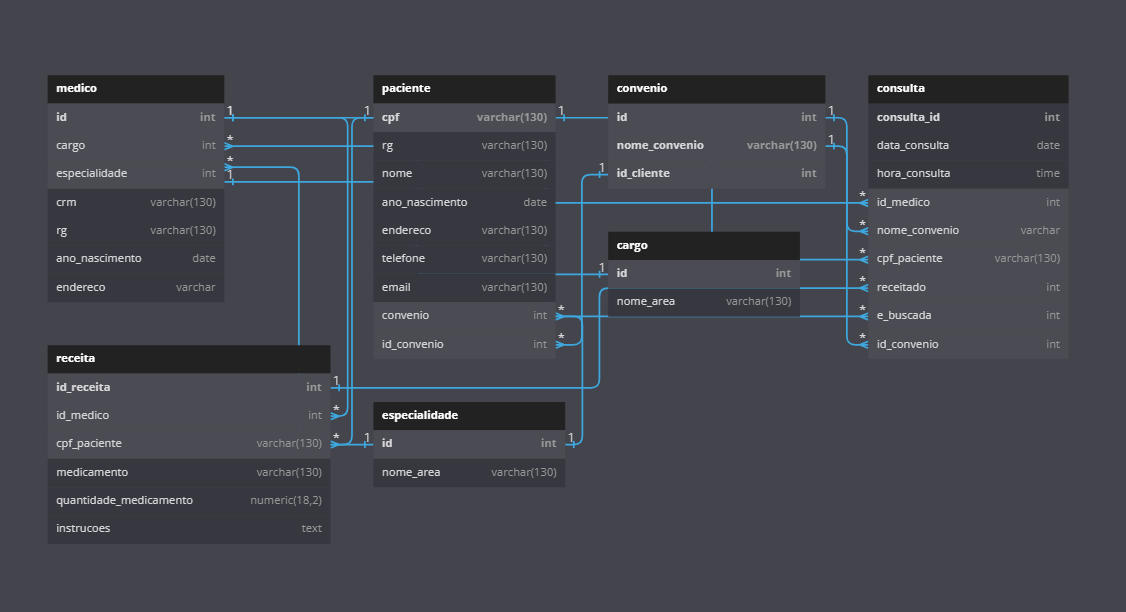 medico
id int
cargo int
especialidade int
crm varchar(130)
rg varchar(130)
ano_nascimento date
endereco varchar
1
*
*
1
paciente
1 cpf varchar(130) 1
rg varchar(130)
nome varchar(130)
ano_nascimento date
endereco varchar(130)
telefone varchar(130)
email varchar(130)
convenio int *
id_convenio int *
convenio
id int 1
nome_convenio varchar(130) 1
1 id_cliente int
cargo
1 id int
nome_area varchar(130)
consulta
consulta_id int
data_consulta date
hora_consulta time
* id_medico int
* nome_convenio varchar
* cpf_paciente varchar(130)
* receitado int
* e_buscada int
* id_convenio int
receita
id_receita int 1
id_medico int *
cpf_paciente varchar(130) *
medicamento varchar(130)
quantidade_medicamento numeric(18,2)
instrucoes text
especialidade
1 id int 1
nome_area varchar(130)